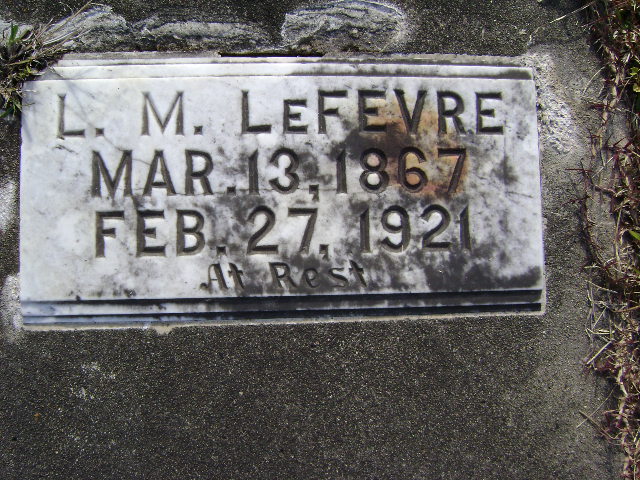 L. M. LeFEVRE
MAR. 13, 1867
FEB. 27, 1921
At Rest